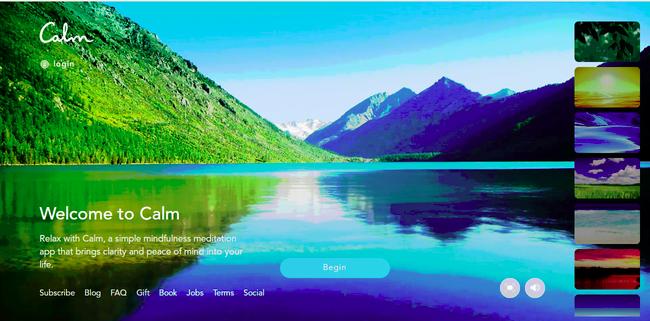 Calm
login
Welcome to Calm
Relax with Calm, a simple mindfulness meditation
app that brings clarity and peace of mind into your
life.
Begin
Subscribe Blog FAQ Gift Book Jobs Terms Social